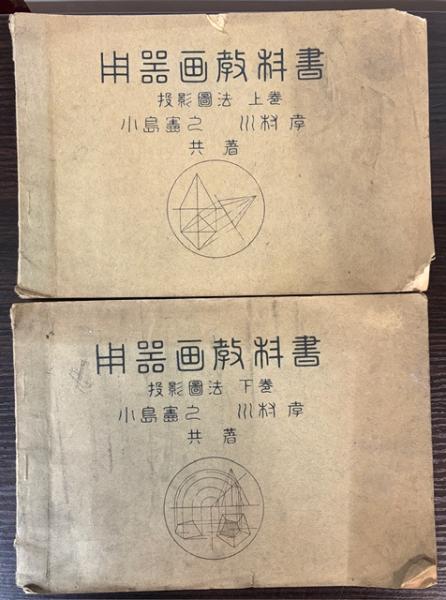 用器画教科書
投影圖法 上巻
小島憲之 川村孝
共著
用器画教科書
投影圖法 下巻
小島憲之 川村孝
共著